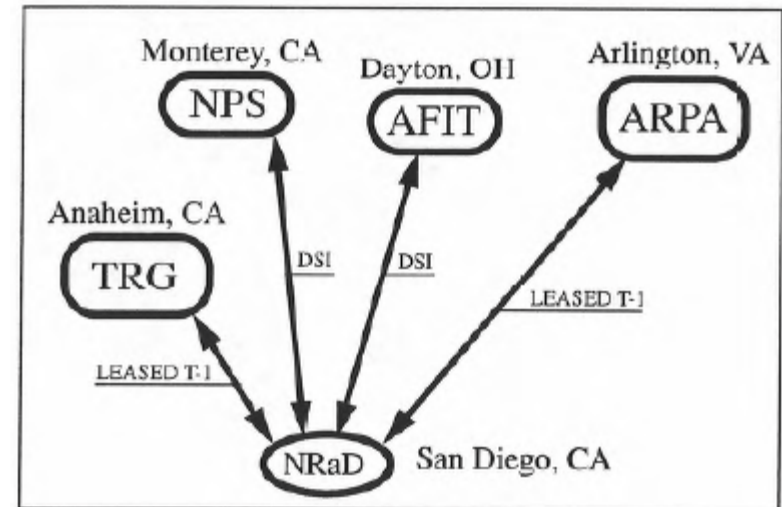 Monterey, CA
NPS
Dayton, OH
AFIT
Arlington, VA
ARPA
Anaheim, CA
TRG
DSI
DSI
LEASED T-1
LEASED T-1
NRaD
San Diego, CA